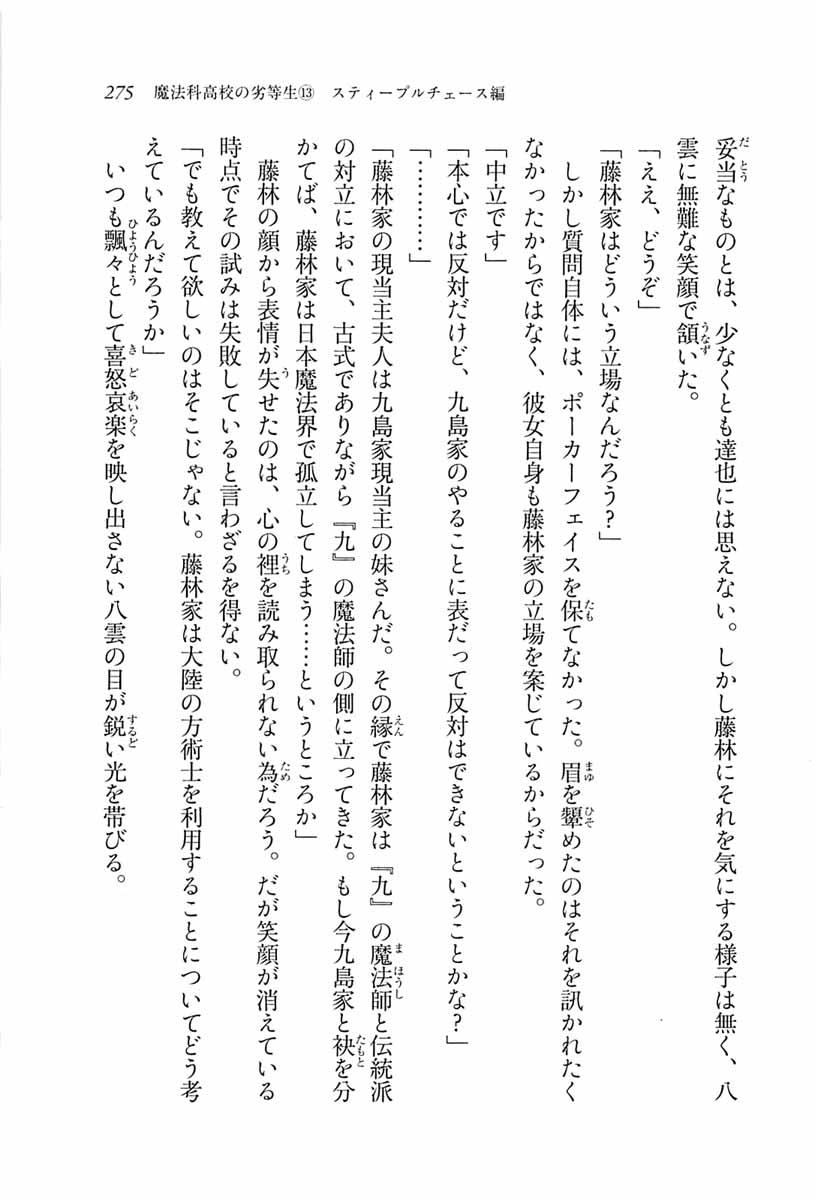 275　魔法科高校の劣等生⑬　スティープルチェース編
妥当なものとは、少なくとも達也には思えない。しかし藤林にそれを気にする様子は無く、八
雲に無難な笑顔で頷いた。
「ええ、どうぞ」
「藤林家はどういう立場なんだろう？」
しかし質問自体には、ポーカーフェイスを保てなかった。眉を顰めたのはそれを訊かれたく
なかったからではなく、彼女自身も藤林家の立場を案じているからだった。
「中立です」
「本心では反対だけど、九島家のやることに表だって反対はできないということかな？」
「…………」
「藤林家の現当主夫人は九島家現当主の妹さんだ。その縁で藤林家は『九』の魔法師と伝統派
の対立において、古式でありながら『九』の魔法師の側に立ってきた。もし今九島家と袂を分
かてば、藤林家は日本魔法界で孤立してしまう……というところか」
藤林の顔から表情が失せたのは、心の裡を読み取られない為だろう。だが笑顔が消えている
時点でその試みは失敗していると言わざるを得ない。
「でも教えて欲しいのはそこじゃない。藤林家は大陸の方術士を利用することについてどう考
えているんだろうか」
いつも飄々として喜怒哀楽を映し出さない八雲の目が鋭い光を帯びる。